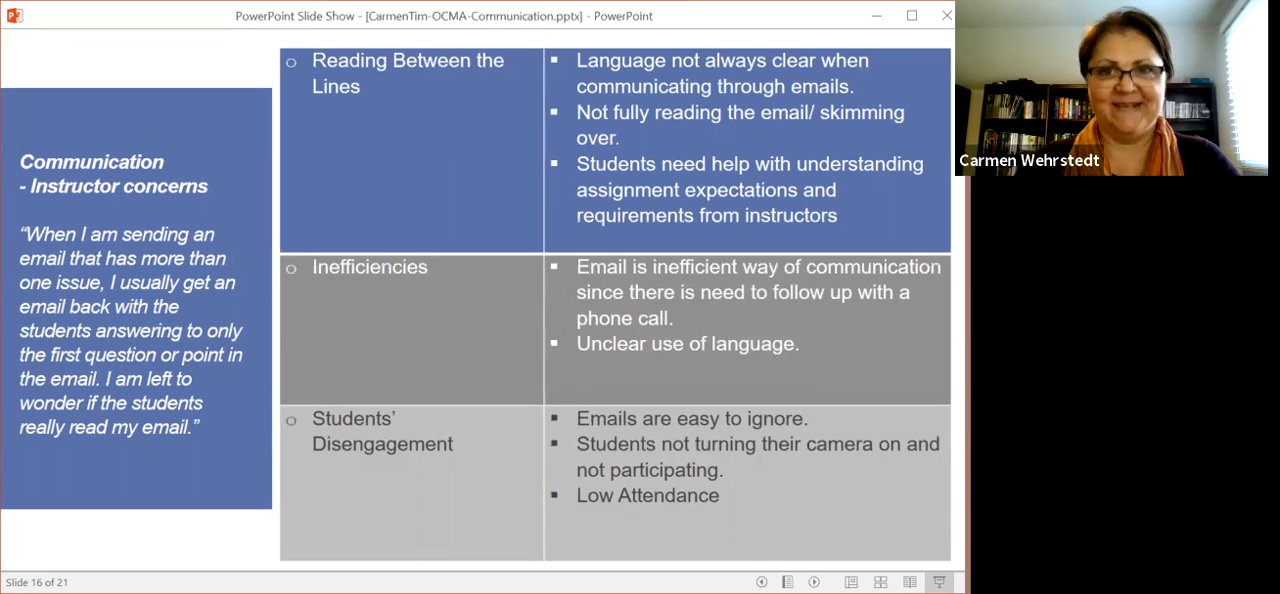 PowerPoint Slide Show - [CarmenTim-OCMA-Communication.pptx] - PowerPoint
Communication
- Instructor concerns
“When I am sending an
email that has more than
one issue, I usually get an
email back with the
students answering to only
the first question or point in
the email. I am left to
wonder if the students
really read my email.”
Reading Between the
Lines
Language not always clear when
communicating through emails.
Not fully reading the email/ skimming
over.
Students need help with understanding
assignment expectations and
requirements from instructors
Inefficiencies
Email is inefficient way of communication
since there is need to follow up with a
phone call.
Unclear use of language.
Students’
Disengagement
Emails are easy to ignore.
Students not turning their camera on and
not participating.
Low Attendance
Carmen Wehrstedt
Slide 16 of 21